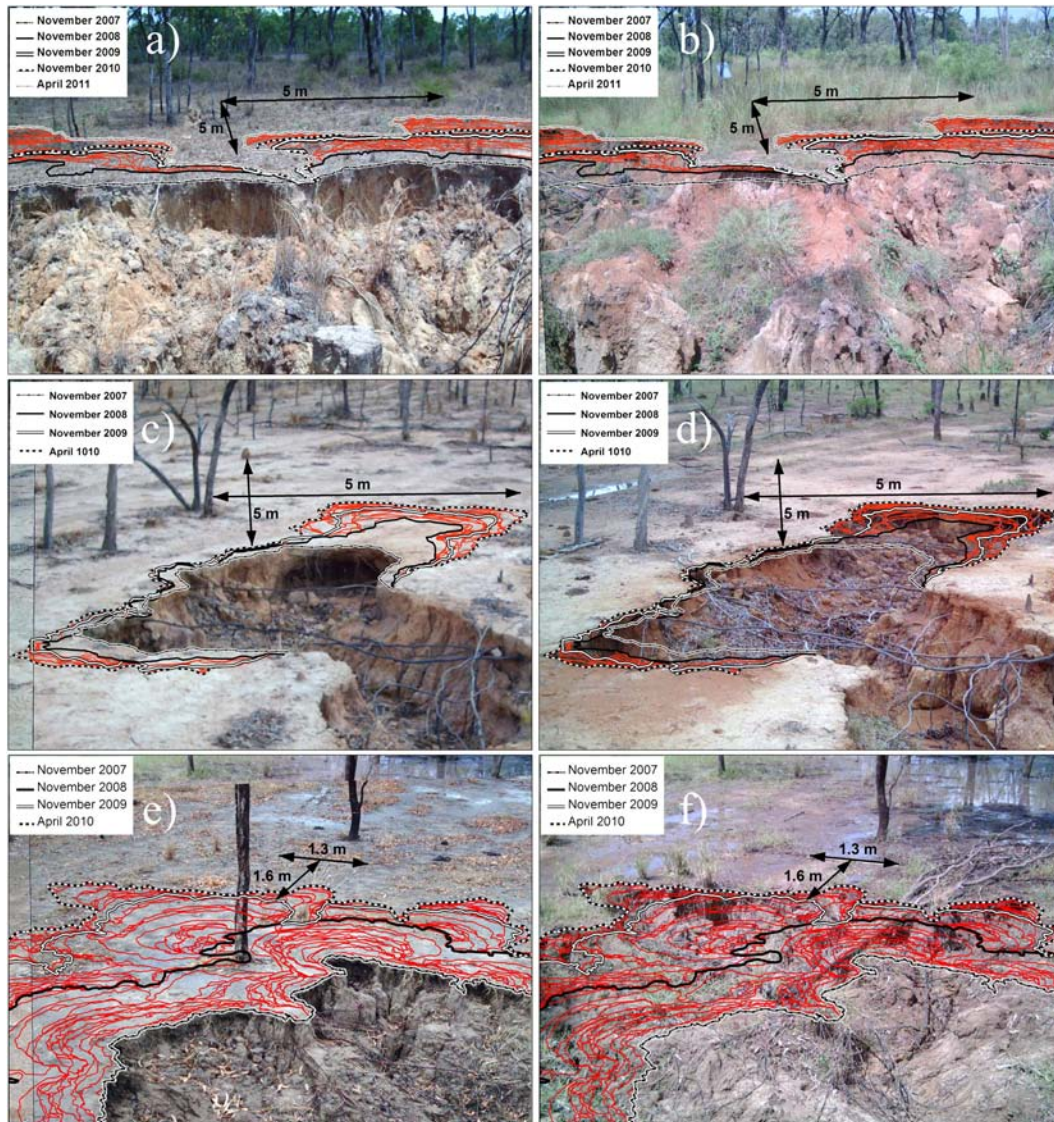 November 2007
November 2008
November 2009
November 2010
April 2011
a)
5 m
5 m
November 2007
November 2008
November 2009
November 2010
April 2011
b)
5 m
5 m
November 2007
November 2008
November 2009
April 1010
c)
5 m
5 m
November 2007
November 2008
November 2009
April 1010
d)
5 m
5 m
November 2007
November 2008
November 2009
April 2010
e)
1.3 m
1.6 m
November 2007
November 2008
November 2009
April 2010
f)
1.3 m
1.6 m